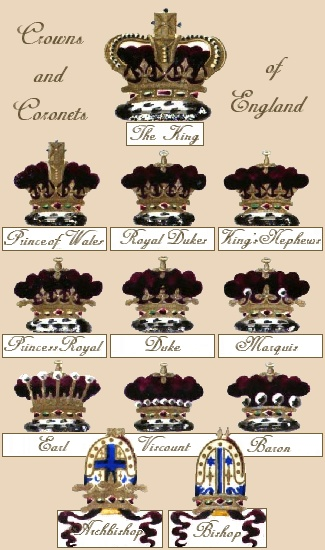 Crowns
and
Coronets
of
England
The King
Prince of Wales
Royal Dukes
King's Nephews
Princess Royal
Duke
Marquis
Earl
Viscount
Baron
Archbishop
Bishop